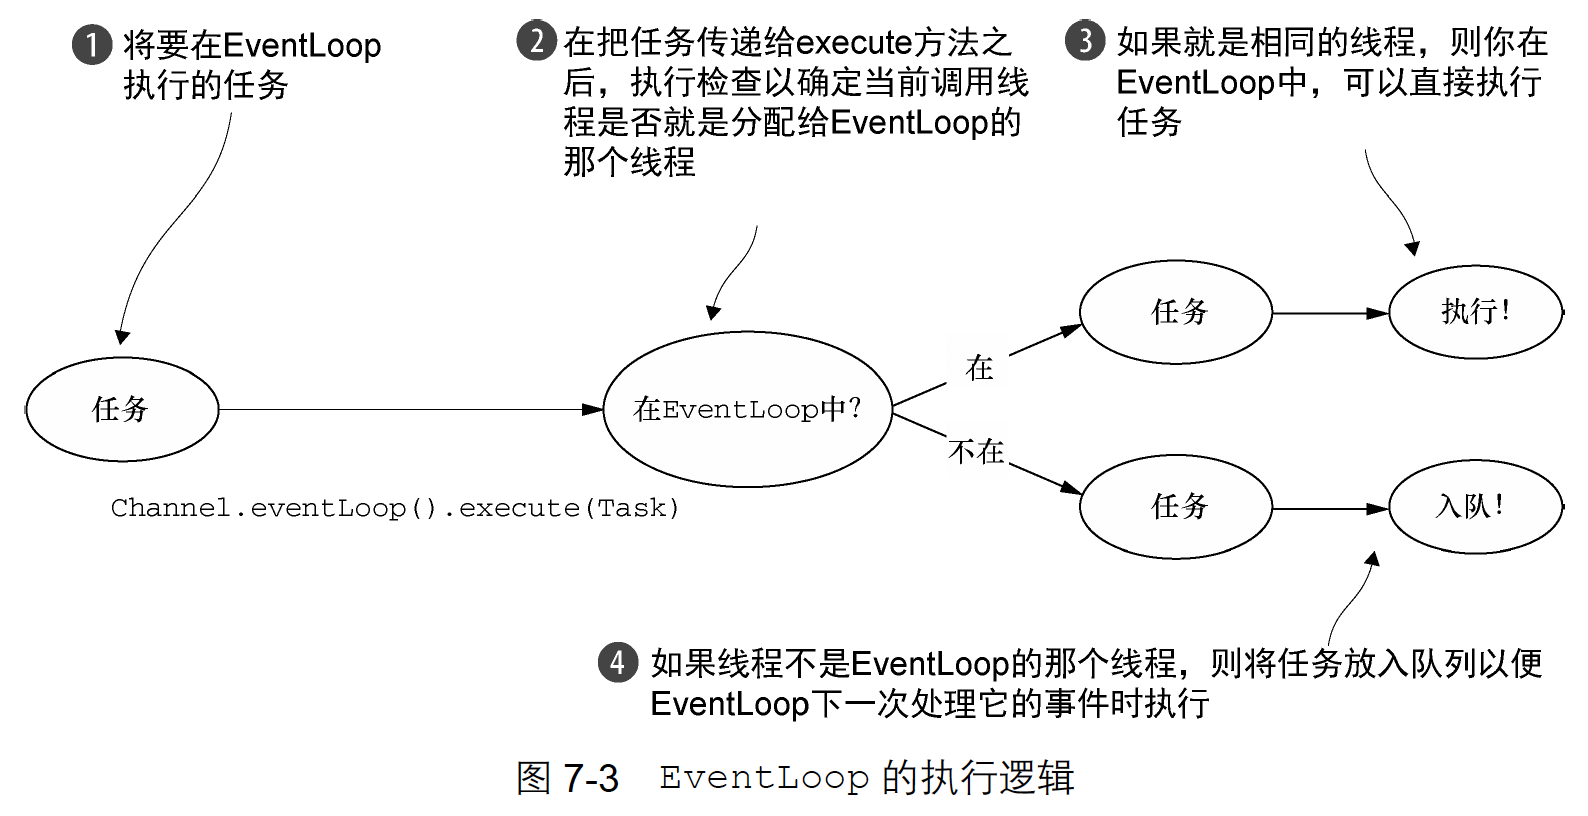 1 将要在EventLoop
执行的任务
2 在把任务传递给execute方法之
后，执行检查以确定当前调用线
程是否就是分配给EventLoop的
那个线程
3 如果就是相同的线程，则你在
EventLoop中，可以直接执行
任务
任务
Channel.eventLoop().execute(Task)
在EventLoop中？
在
任务
执行！
不在
任务
入队！
4 如果线程不是EventLoop的那个线程，则将任务放入队列以便
EventLoop下一次处理它的事件时执行
图 7-3 EventLoop 的执行逻辑